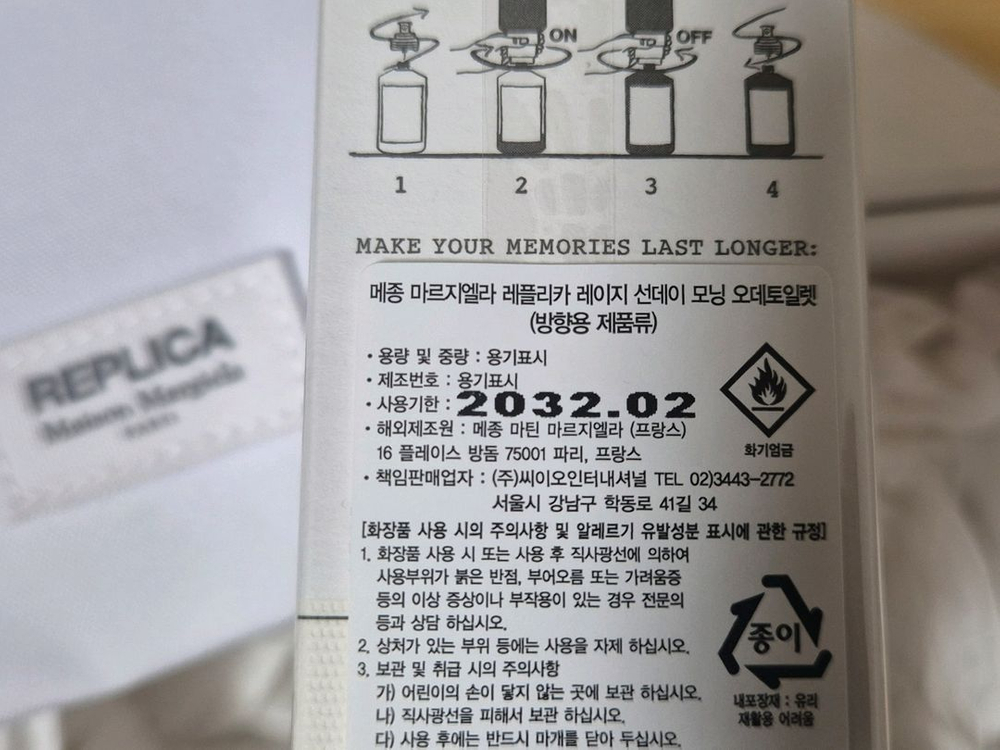 ON
OFF
1 2 3 4
MAKE YOUR MEMORIES LAST LONGER:
메종 마르지엘라 레플리카 레이지 선데이 모닝 오데토일렛
(방향용 제품류)
• 용량 및 중량 : 용기표시
• 제조번호 : 용기표시
• 사용기한 : 2032.02
• 해외제조원 : 메종 마틴 마르지엘라 (프랑스)
16 플레이스 방돔 75001 파리, 프랑스
화기엄금
• 책임판매업자 : (주)씨이오인터내셔널 TEL 02)3443-2772
서울시 강남구 학동로 41길 34
[화장품 사용 시의 주의사항 및 알레르기 유발성분 표시에 관한 규정]
1. 화장품 사용 시 또는 사용 후 직사광선에 의하여
사용부위가 붉은 반점, 부어오름 또는 가려움증
등의 이상 증상이나 부작용이 있는 경우 전문의
등과 상담 하십시오.
2. 상처가 있는 부위 등에는 사용을 자제 하십시오.
3. 보관 및 취급 시의 주의사항
가) 어린이의 손이 닿지 않는 곳에 보관 하십시오.
나) 직사광선을 피해서 보관 하십시오.
다) 사용 후에는 반드시 마개를 닫아 두십시오.
종이
내포장재 : 유리
재활용 어려움
REPLICA
Maison Margiela
PARIS